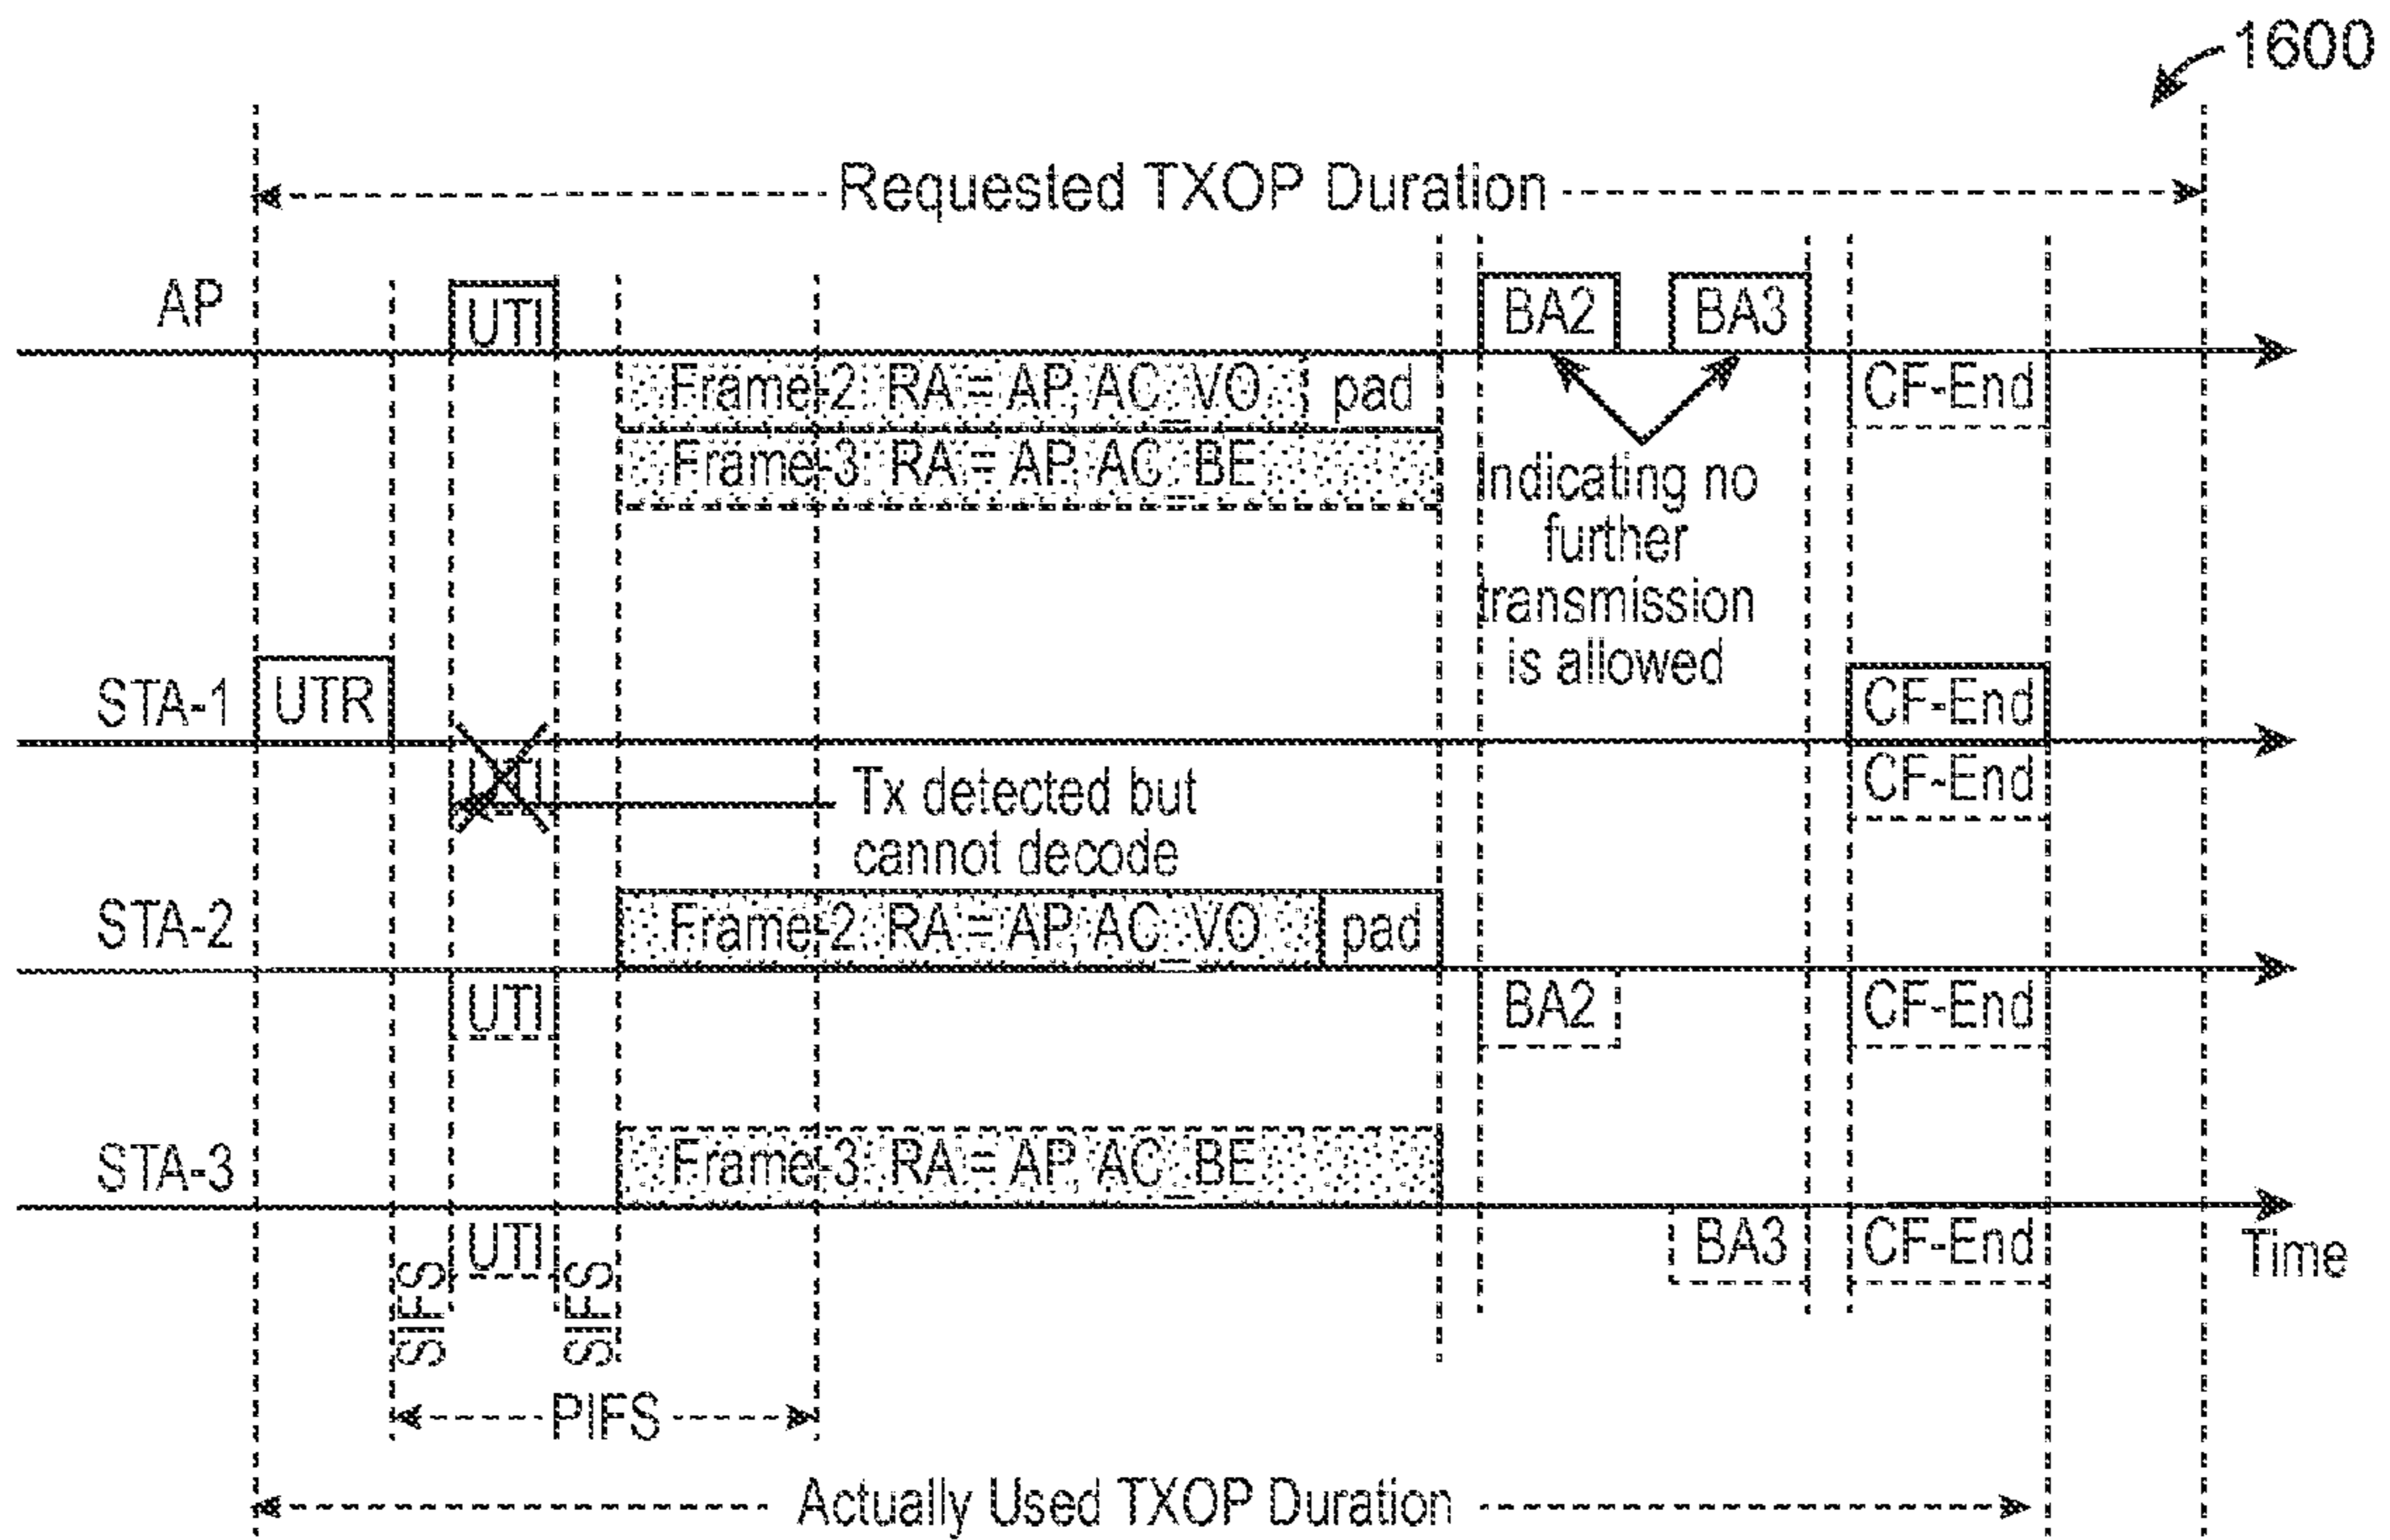 1600
Requested TXOP Duration
AP
UTI
BA2
BA3
Frame-2: RA = AP, AC_VO
pad
CF-End
Frame-3: RA = AP, AC_BE
Indicating no
further
transmission
is allowed
STA-1
UTR
CF-End
UTI
CF-End
Tx detected but
cannot decode
STA-2
Frame-2: RA = AP, AC_VO
pad
UTI
BA2
CF-End
STA-3
Frame-3: RA = AP, AC_BE
SIFS
UTI
SIFS
BA3
CF-End
Time
PIFS
Actually Used TXOP Duration